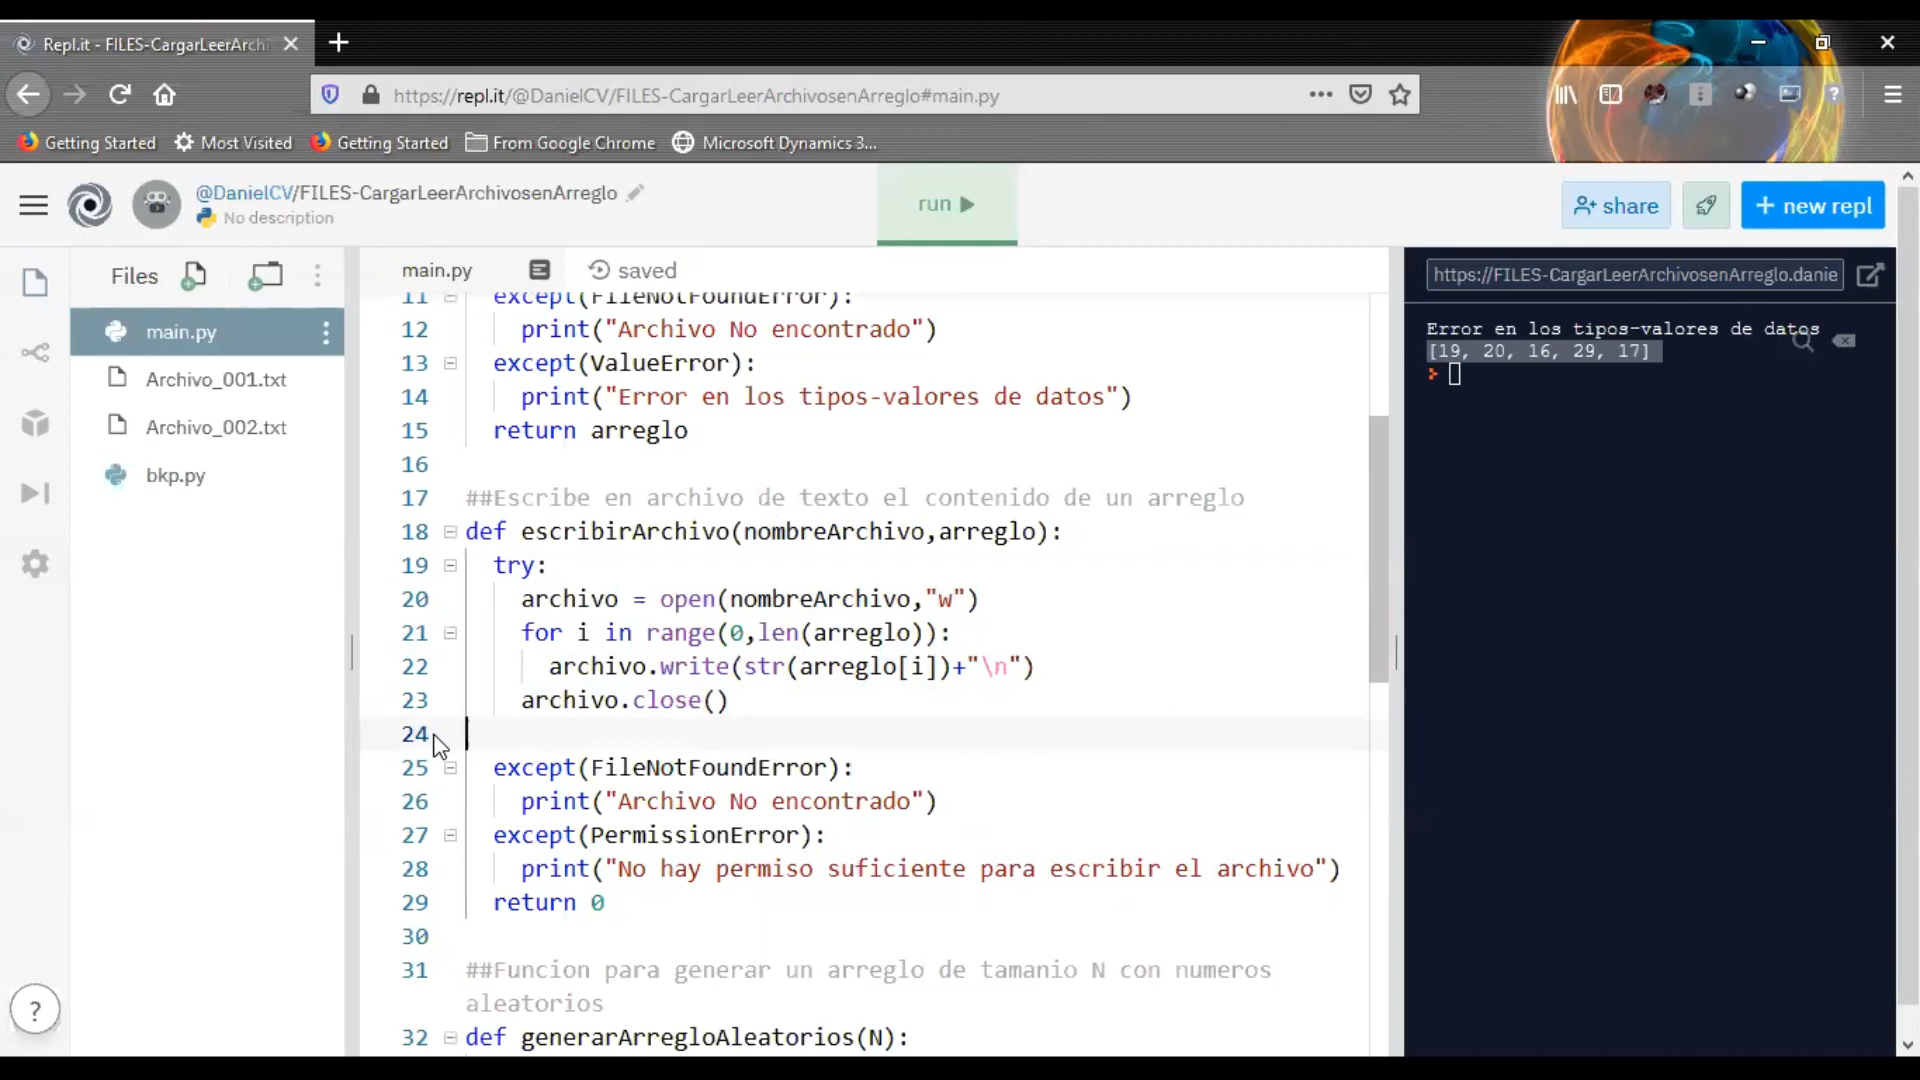 Repl.it - FILES-CargarLeerArchi
https://repl.it/@DanielCV/FILES-CargarLeerArchivosenArreglo#main.py
Getting Started
Most Visited
Getting Started
From Google Chrome
Microsoft Dynamics 3...
@DanielCV/FILES-CargarLeerArchivosenArreglo
No description
run
share
+ new repl
Files
main.py
Archivo_001.txt
Archivo_002.txt
bkp.py
main.py
saved
11 except(FileNotFoundError):
12 print("Archivo No encontrado")
13 except(ValueError):
14 print("Error en los tipos-valores de datos")
15 return arreglo
16
17 ##Escribe en archivo de texto el contenido de un arreglo
18 def escribirArchivo(nombreArchivo,arreglo):
19 try:
20 archivo = open(nombreArchivo,"w")
21 for i in range(0,len(arreglo)):
22 archivo.write(str(arreglo[i])+"\n")
23 archivo.close()
24
25 except(FileNotFoundError):
26 print("Archivo No encontrado")
27 except(PermissionError):
28 print("No hay permiso suficiente para escribir el archivo")
29 return 0
30
31 ##Funcion para generar un arreglo de tamanio N con numeros
aleatorios
32 def generarArregloAleatorios(N):
https://FILES-CargarLeerArchivosenArreglo.danie
Error en los tipos-valores de datos
[19, 20, 16, 29, 17]
>
?